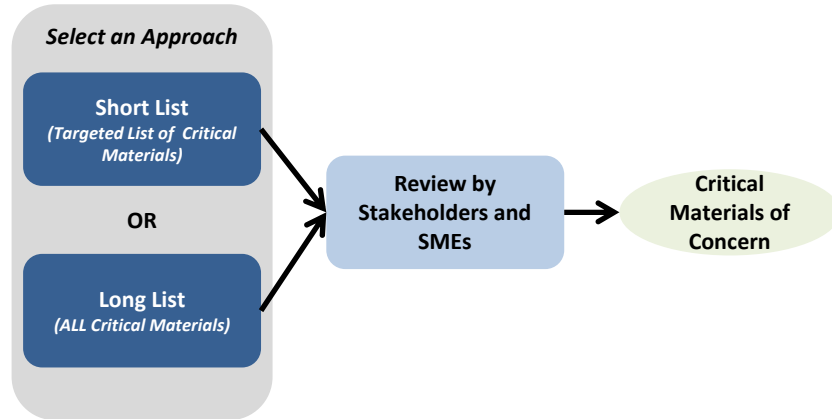 Select an Approach
Short List
(Targeted List of Critical
Materials)
OR
Long List
(ALL Critical Materials)
Review by
Stakeholders and
SMEs
Critical
Materials of
Concern